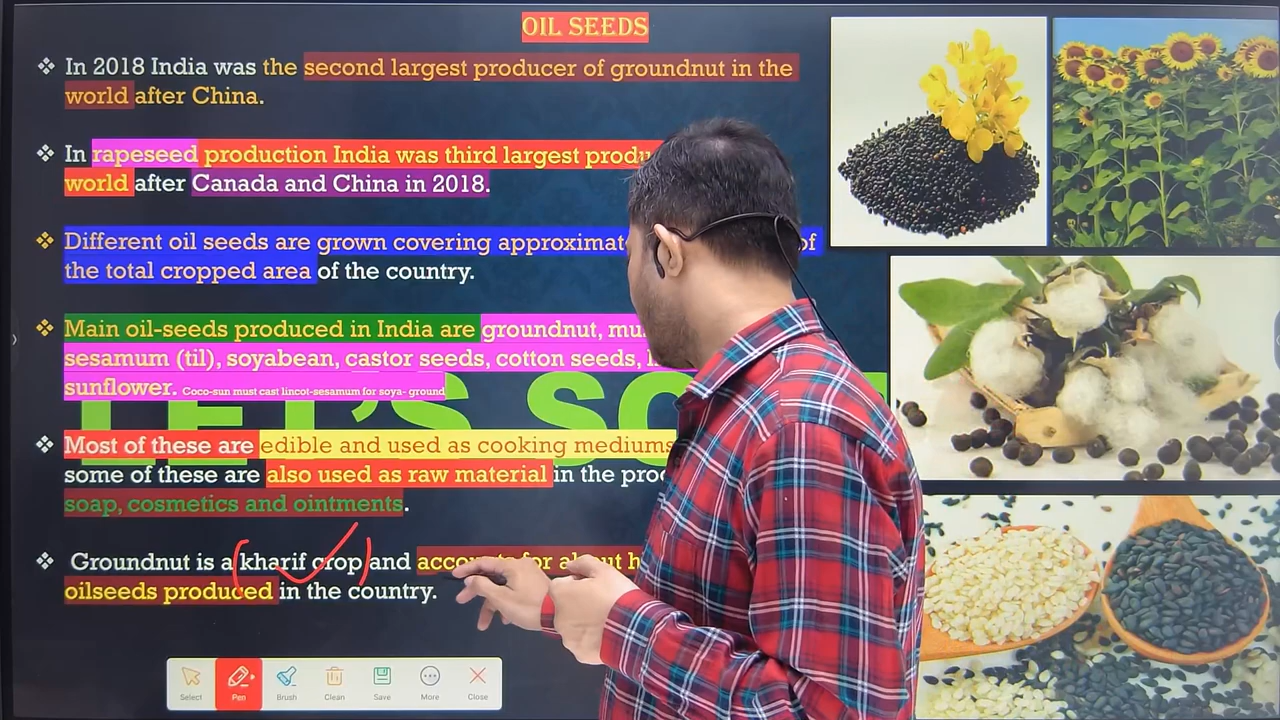 OIL SEEDS
❖ In 2018 India was the second largest producer of groundnut in the
world after China.
❖ In rapeseed production India was third largest
world after Canada and China in 2018.
❖ Different oil seeds are grown covering of
the total cropped area of the country.
❖ Main oil-seeds produced in India are groundnut,
sesamum (til), soyabean, castor seeds, cotton seeds,
sunflower. Coco-sun must cast lincot-sesamum for soya- ground
LET'S
❖ Most of these are edible and used as cooking mediums
some of these are also used as raw material in the
soap, cosmetics and ointments.
❖ Groundnut is a kharif crop and for
oilseeds produced in the country.
Select Pen Brush Clean Save More Close